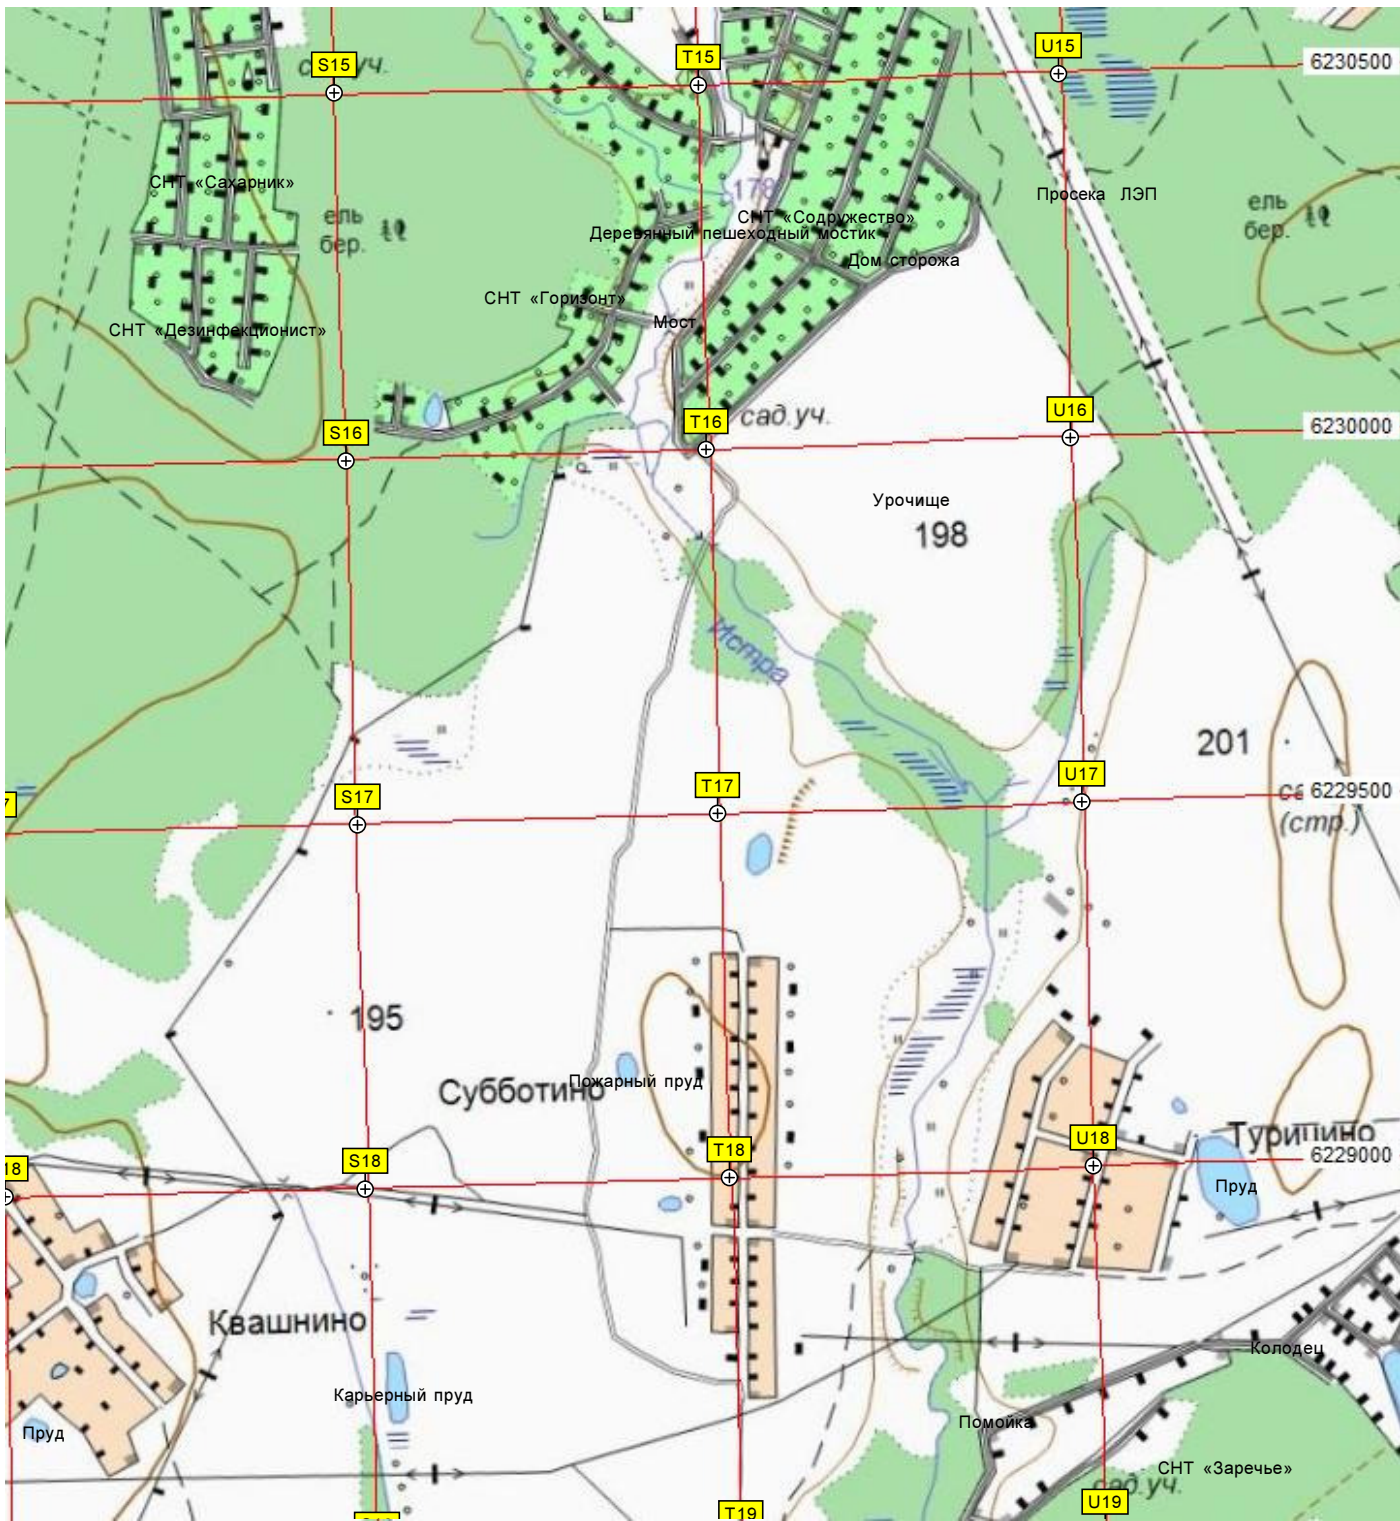 U15
T15
S15
сад.уч.
6230500
178
СНТ «Сахарник»
Просека ЛЭП
ель
бер.
ель
бер.
СНТ «Содружество»
Деревянный пешеходный мостик
Дом сторожа
СНТ «Горизонт»
Мост
СНТ «Дезинфекционист»
U16
T16
сад.уч.
S16
6230000
Урочище
198
Истра
201
U17
T17
S17
7
6229500
(стр.)
195
Субботино
Пожарный пруд
Турицино
U18
T18
S18
18
6229000
Пруд
Квашнино
Колодец
Карьерный пруд
Помойка
Пруд
СНТ «Заречье»
сад.уч.
U19
T19